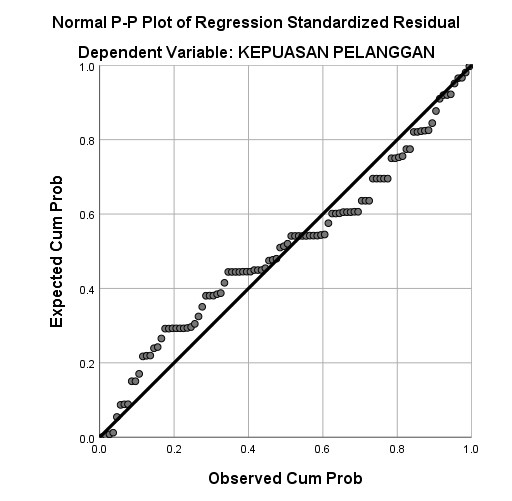 Normal P-P Plot of Regression Standardized Residual
Dependent Variable: KEPUASAN PELANGGAN
1.0
0.8
0.6
0.4
0.2
0.0
Expected Cum Prob
0.0 0.2 0.4 0.6 0.8 1.0
Observed Cum Prob